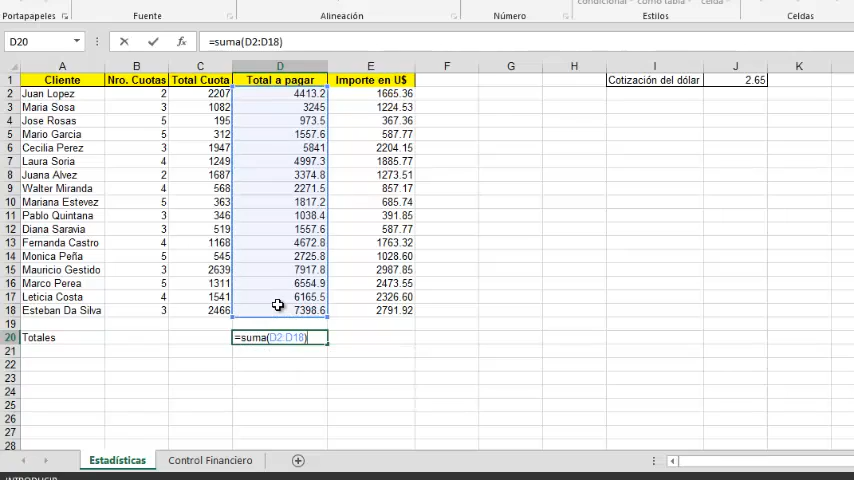 condicional como tabla celda
Portapapeles Fuente Alineación Número Estilos Celdas
D20 fx =suma(D2:D18)
A B C D E F G H I J K
1 Cliente Nro. Cuotas Total Cuota Total a pagar Importe en U$ Cotización del dólar 2.65
2 Juan Lopez 2 2207 4413.2 1665.36
3 Maria Sosa 3 1082 3245 1224.53
4 Jose Rosas 5 195 973.5 367.36
5 Mario Garcia 5 312 1557.6 587.77
6 Cecilia Perez 3 1947 5841 2204.15
7 Laura Soria 4 1249 4997.3 1885.77
8 Juana Alvez 2 1687 3374.8 1273.51
9 Walter Miranda 4 568 2271.5 857.17
10 Mariana Estevez 5 363 1817.2 685.74
11 Pablo Quintana 3 346 1038.4 391.85
12 Diana Saravia 3 519 1557.6 587.77
13 Fernanda Castro 4 1168 4672.8 1763.32
14 Monica Peña 5 545 2725.8 1028.60
15 Mauricio Gestido 3 2639 7917.8 2987.85
16 Marco Perea 5 1311 6554.9 2473.55
17 Leticia Costa 4 1541 6165.5 2326.60
18 Esteban Da Silva 3 2466 7398.6 2791.92
19
20 Totales =suma(D2:D18)
21
22
23
24
25
26
27
28
Estadísticas Control Financiero
INTRODUCIR